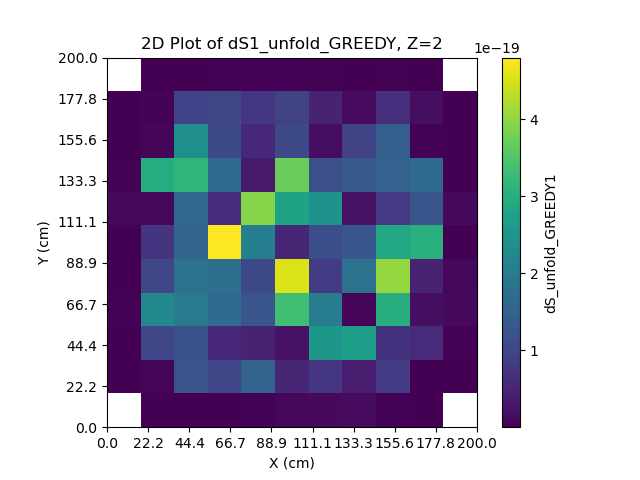 2D Plot of dS1_unfold_GREEDY, Z=2
1e−19
200.0
177.8
155.6
133.3
111.1
88.9
66.7
44.4
22.2
0.0
Y (cm)
0.0 22.2 44.4 66.7 88.9 111.1 133.3 155.6 177.8 200.0
X (cm)
4
3
2
1
dS_unfold_GREEDY1